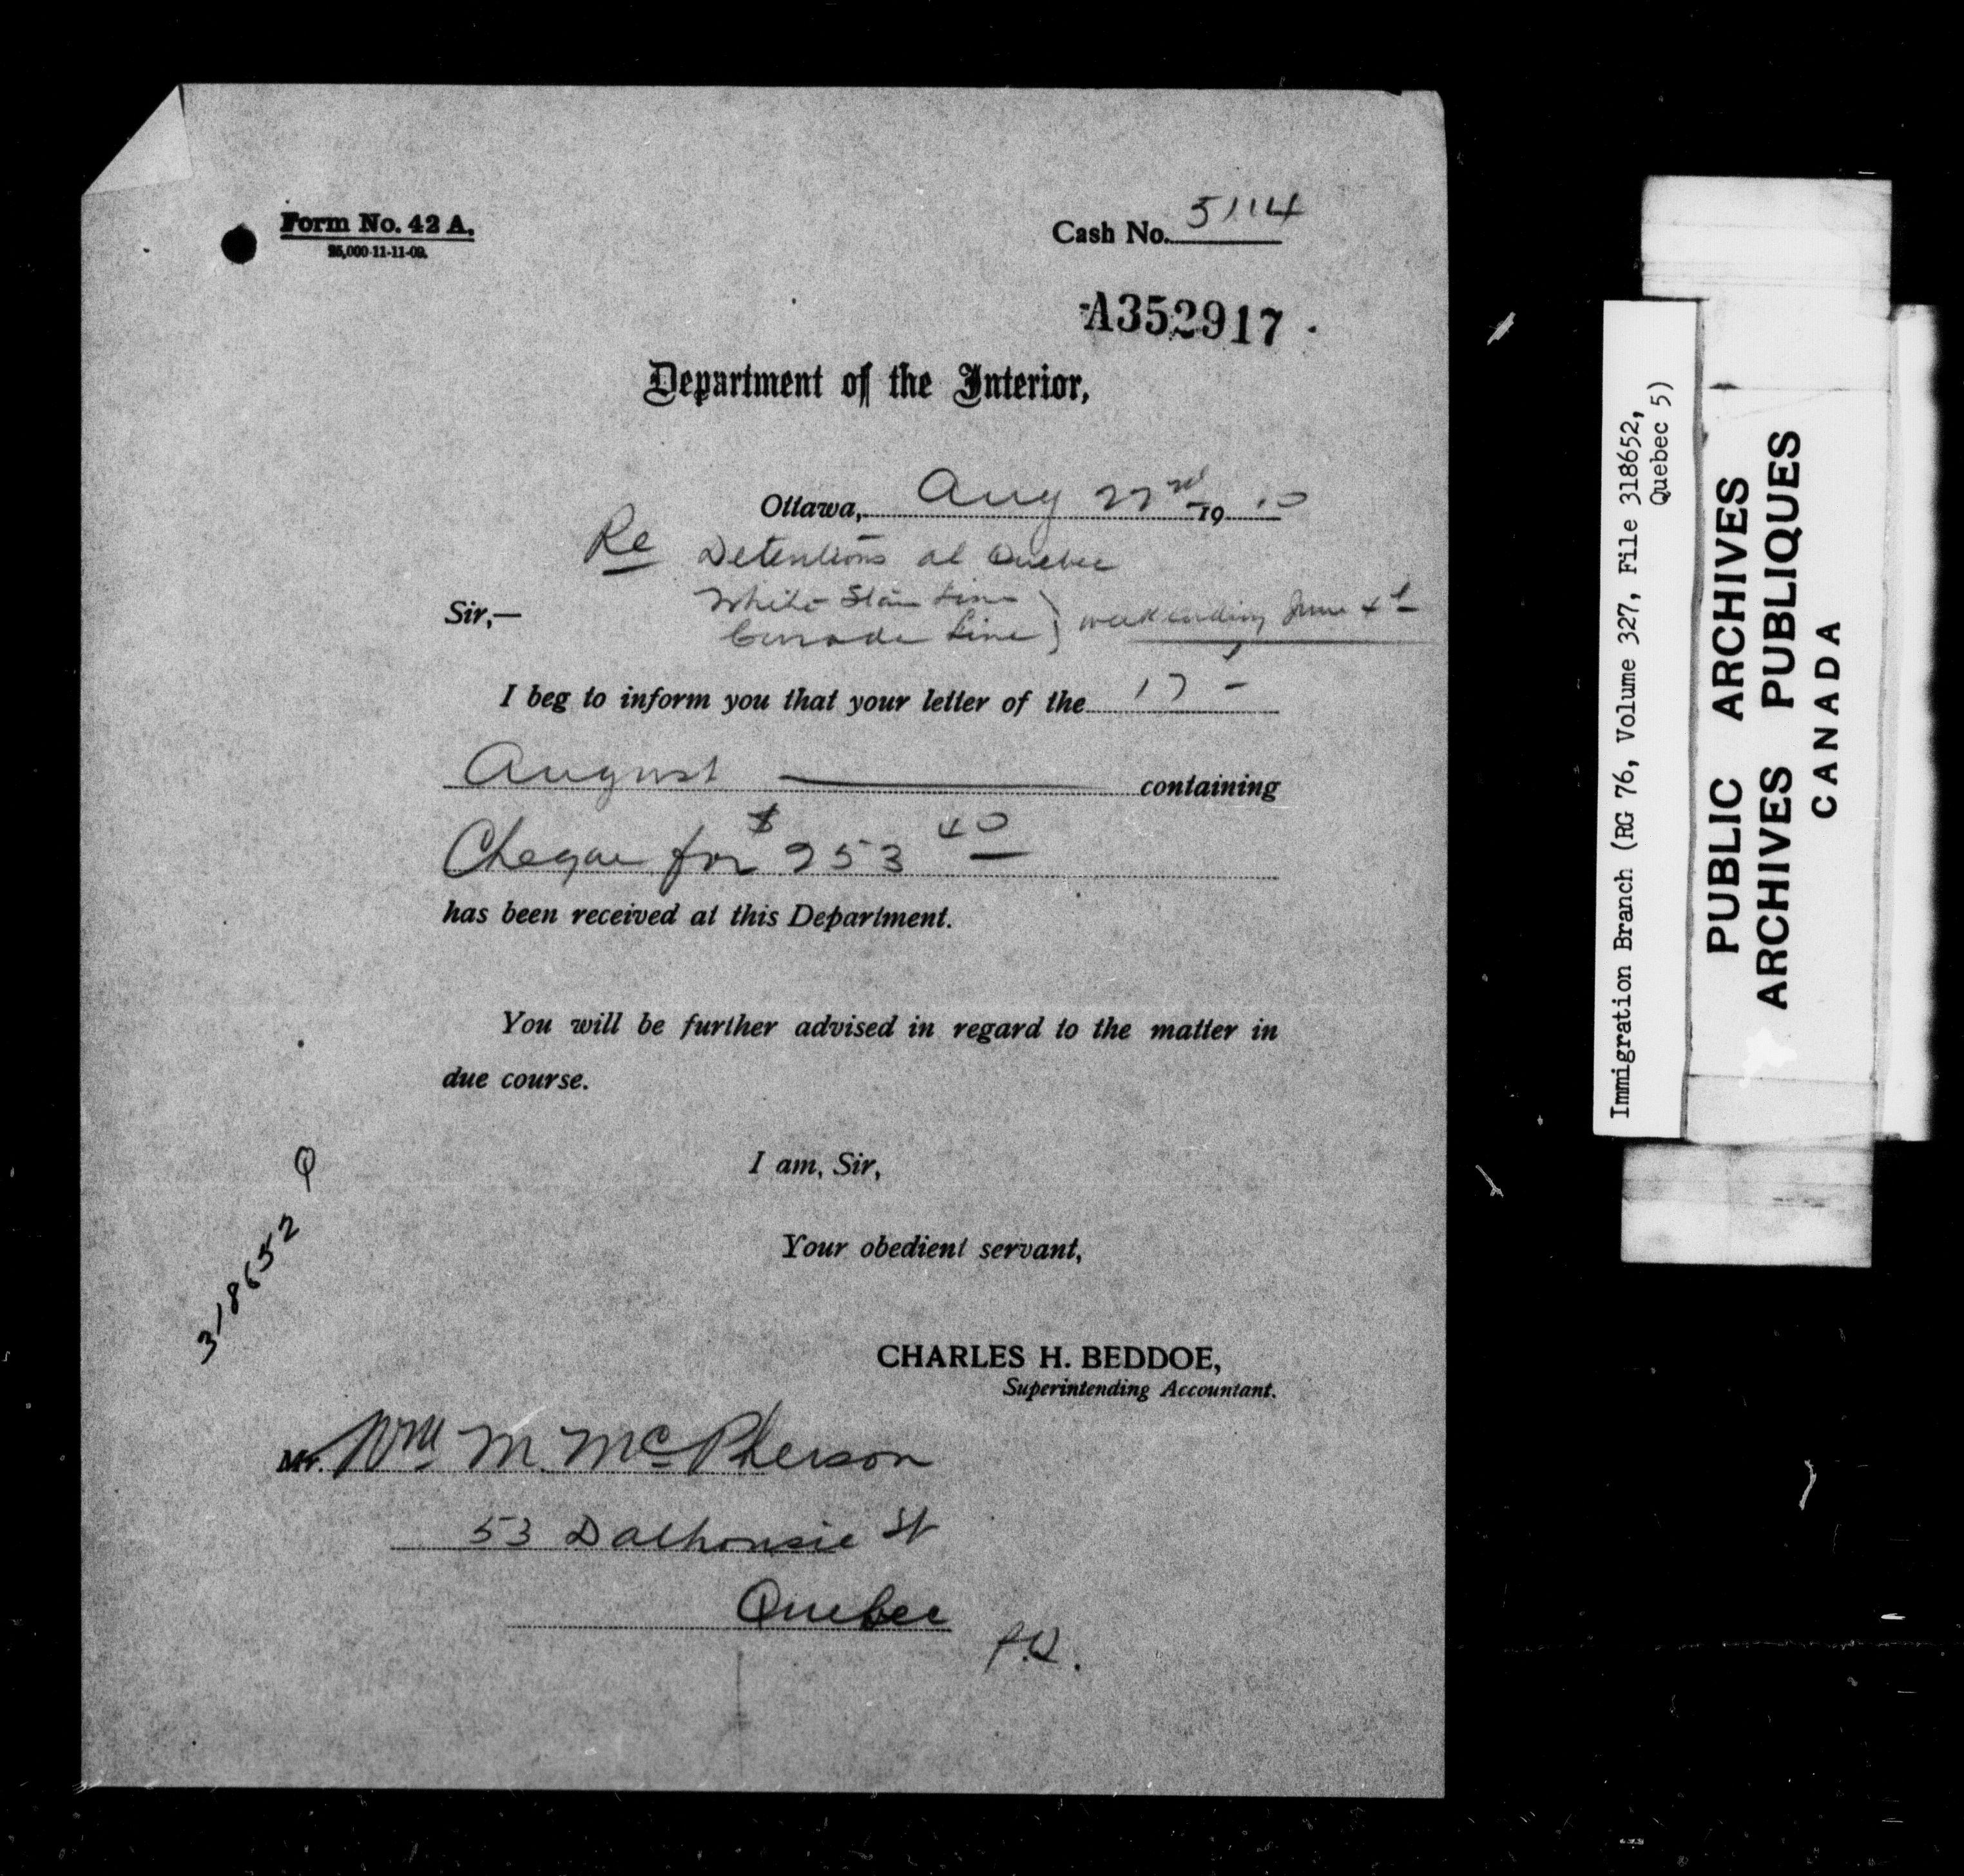 Form No. 42 A.
25,000-11-11-09.
Cash No. 5114
A352917
Department of the Interior,
Ottawa, Aug 22nd 1910
Re Detentions at Quebec
White Star Line
Sir,—
Line } week ending June 4th
I beg to inform you that your letter of the 17
August — containing
Cheque for $253 40
has been received at this Department.
You will be further advised in regard to the matter in
due course.
I am, Sir,
Your obedient servant,
CHARLES H. BEDDOE,
Superintending Accountant.
318652 Q
Mr. Wm M. McPherson
53 Dalhousie St
Quebec
P.Q.
Immigration Branch (RG 76, Volume 327, File 318652,
Quebec 5)
PUBLIC ARCHIVES
ARCHIVES PUBLIQUES
CANADA